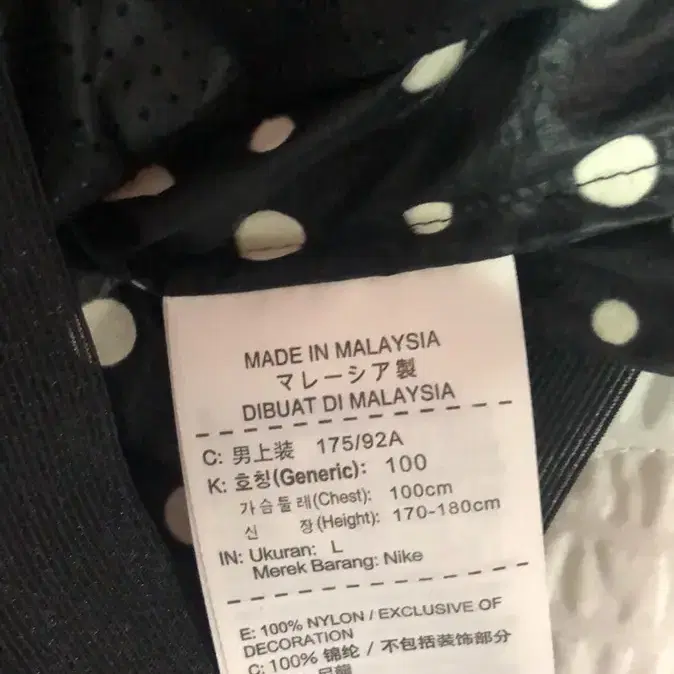 MADE IN MALAYSIA
マレーシア製
DIBUAT DI MALAYSIA
C: 男上装 175/92A
K: 호칭(Generic): 100
가슴둘레(Chest): 100cm
신 장(Height): 170-180cm
IN: Ukuran: L
Merek Barang: Nike
E: 100% NYLON / EXCLUSIVE OF
DECORATION
C: 100% 锦纶 / 不包括装饰部分